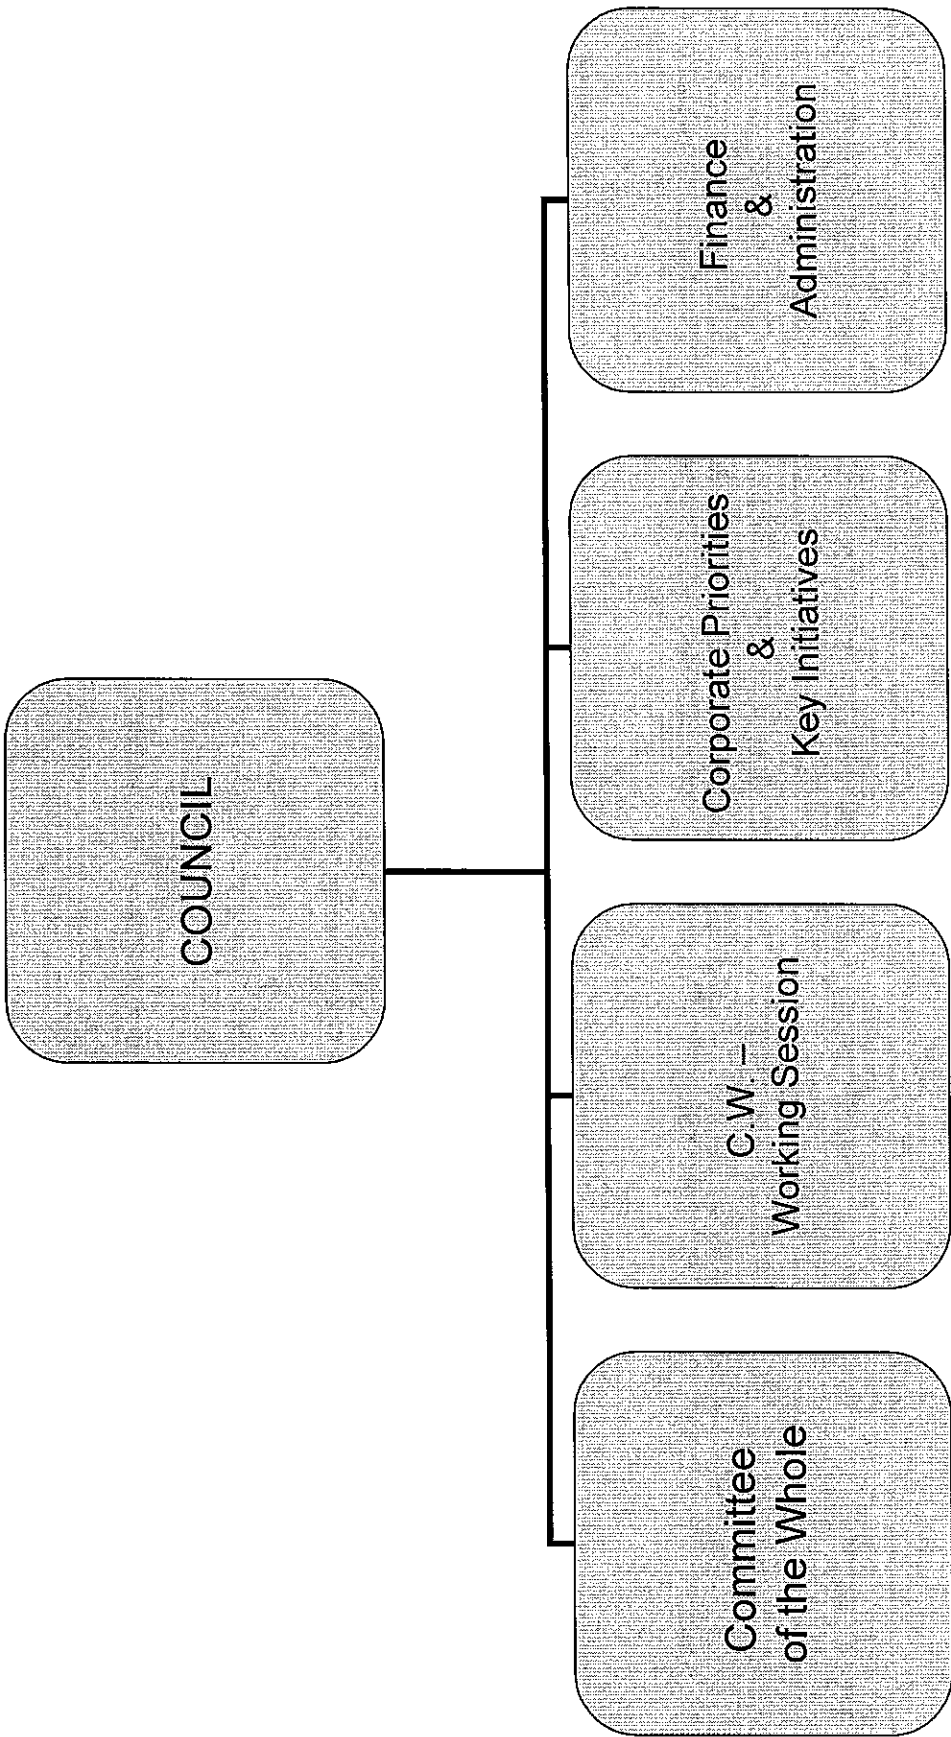 COUNCIL
Committee
of the Whole
C.W. –
Working Session
Corporate Priorities
&
Key Initiatives
Finance
&
Administration